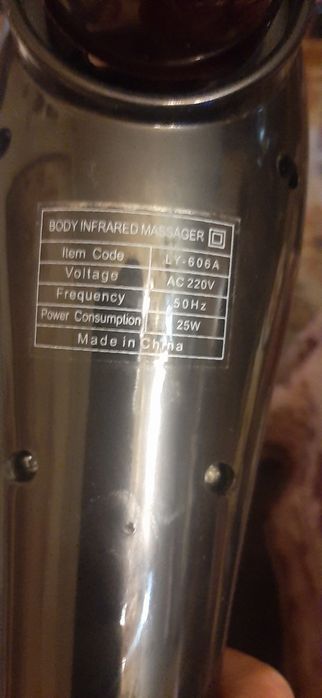 BODY INFRARED MASSAGER
Item Code LY-606A
Voltage AC 220V
Frequency 50Hz
Power Consumption 25W
Made in China